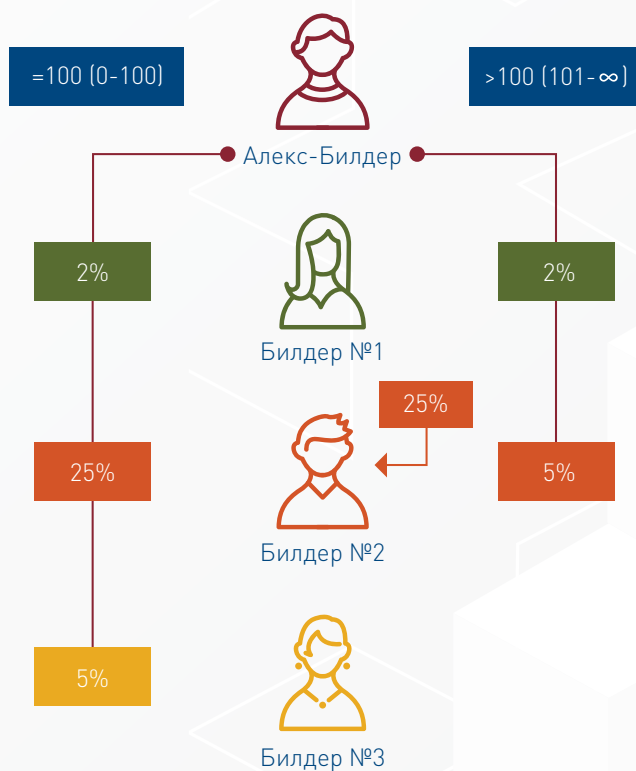 =100 (0-100)
>100 (101-∞)
Алекс-Билдер
2%
2%
Билдер №1
25%
25%
5%
Билдер №2
5%
Билдер №3